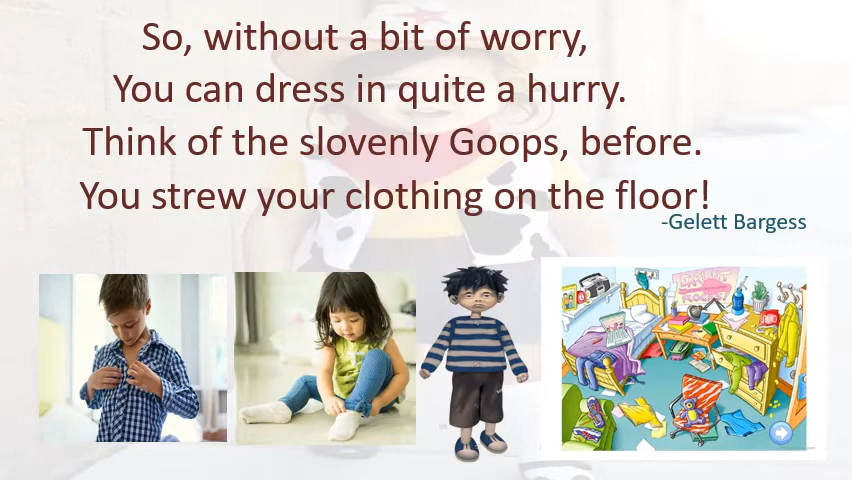 So, without a bit of worry,
You can dress in quite a hurry.
Think of the slovenly Goops, before.
You strew your clothing on the floor!
-Gelett Bargess